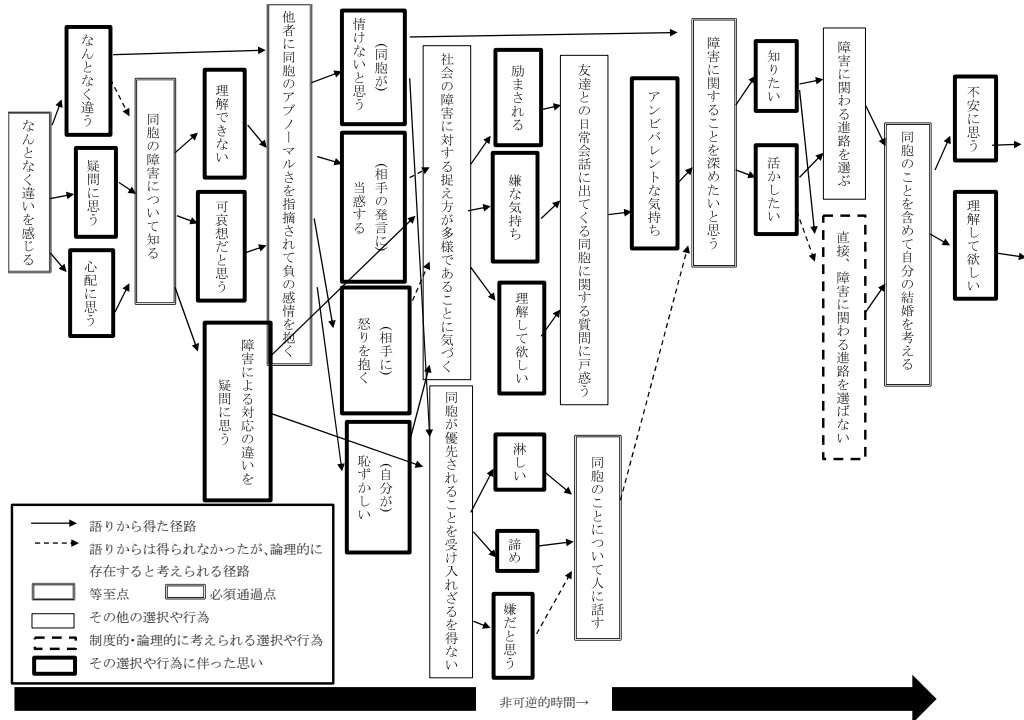 なんとなく違いを感じる
なんとなく違う
疑問に思う
心配に思う
同胞の障害について知る
理解できない
可哀想だと思う
障害による対応の違いを
疑問に思う
他者に同胞のアブノーマルさを指摘されて負の感情を抱く
(同胞が)
情けないと思う
(相手の発言に)
当惑する
(相手に)
怒りを抱く
(自分が)
恥ずかしい
社会の障害に対する捉え方が多様であることに気づく
同胞が優先されることを受け入れざるを得ない
励まされる
嫌な気持ち
理解して欲しい
淋しい
諦め
嫌だと思う
友達との日常会話に出てくる同胞に関する質問に戸惑う
同胞のことについて人に話す
アンビバレントな気持ち
障害に関することを深めたいと思う
知りたい
活かしたい
障害に関わる進路を選ぶ
直接、障害に関わる進路を選ばない
同胞のことを含めて自分の結婚を考える
不安に思う
理解して欲しい
語りから得た径路
語りからは得られなかったが、論理的に
存在すると考えられる径路
等至点
必須通過点
その他の選択や行為
制度的・論理的に考えられる選択や行為
その選択や行為に伴った思い
非可逆的時間→